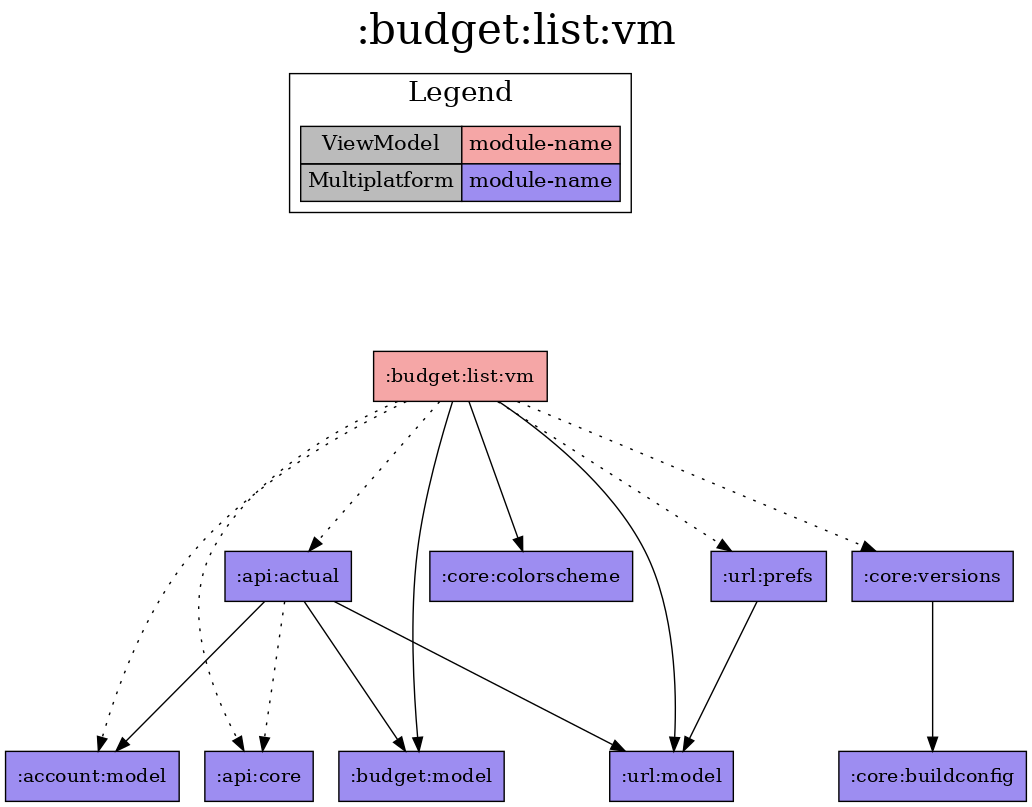 :budget:list:vm
Legend
ViewModel module-name
Multiplatform module-name
:budget:list:vm
:api:actual :core:colorscheme :url:prefs :core:versions
:account:model :api:core :budget:model :url:model :core:buildconfig